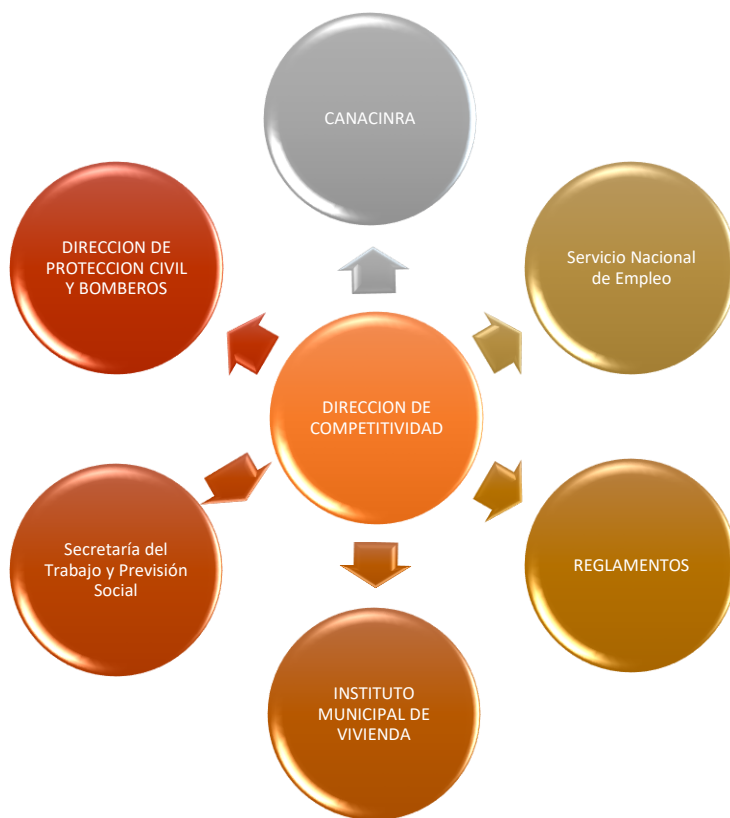 CANACINRA
DIRECCION DE
PROTECCION CIVIL
Y BOMBEROS
Servicio Nacional
de Empleo
DIRECCION DE
COMPETITIVIDAD
Secretaría del
Trabajo y Previsión
Social
REGLAMENTOS
INSTITUTO
MUNICIPAL DE
VIVIENDA